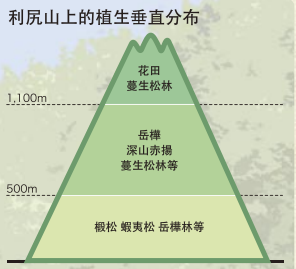 利尻山上的植生垂直分布
花田
蔓生松林
1,100m
岳樺
深山赤揚
蔓生松林等
500m
椴松 蝦夷松 岳樺林等